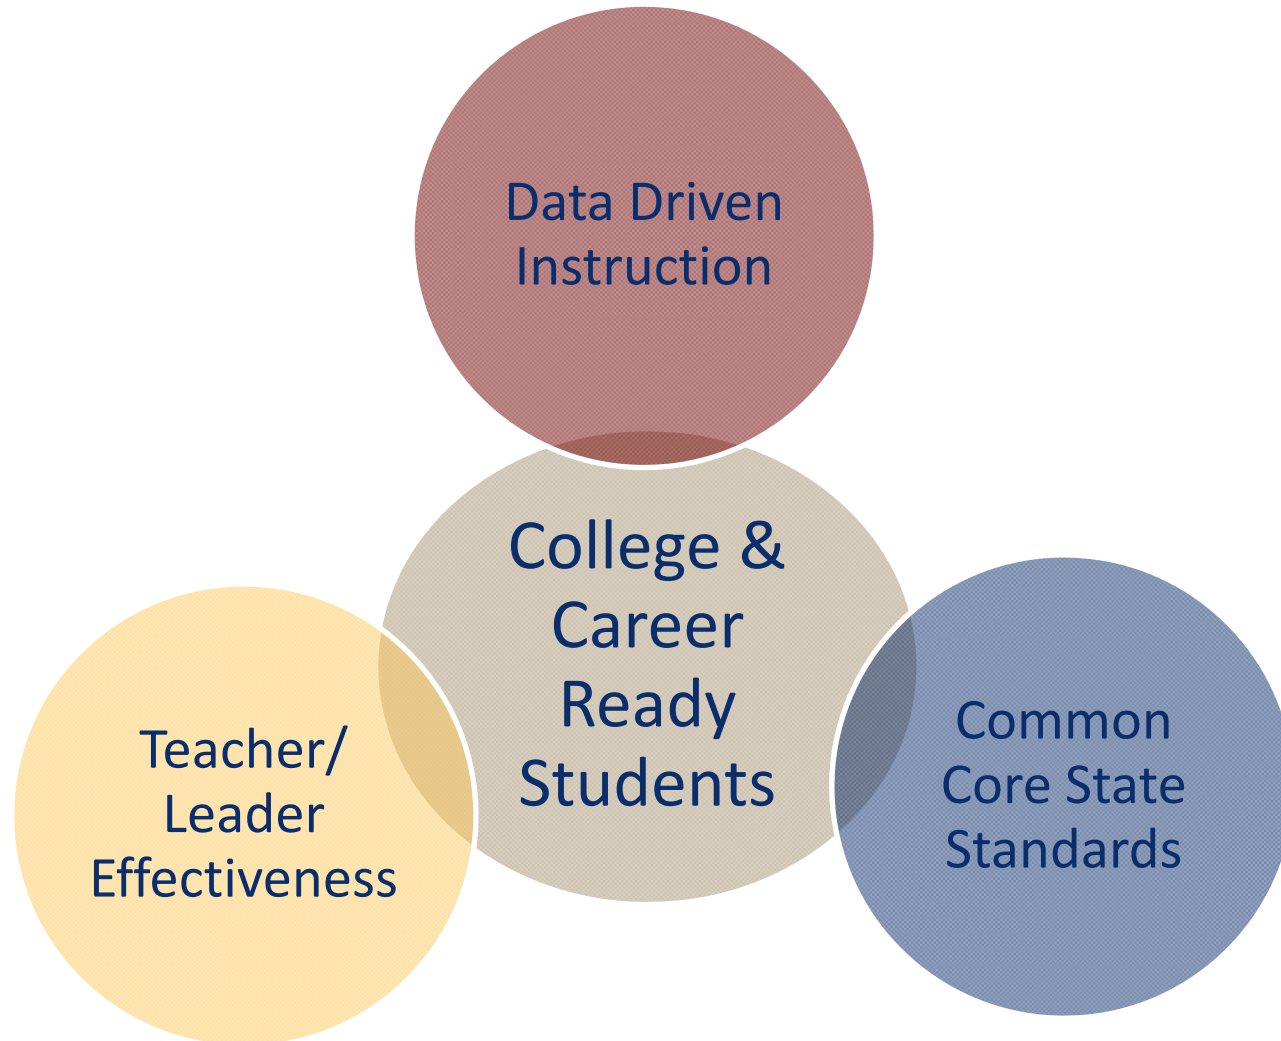 Data Driven
Instruction
College &
Career
Ready
Students
Teacher/
Leader
Effectiveness
Common
Core State
Standards